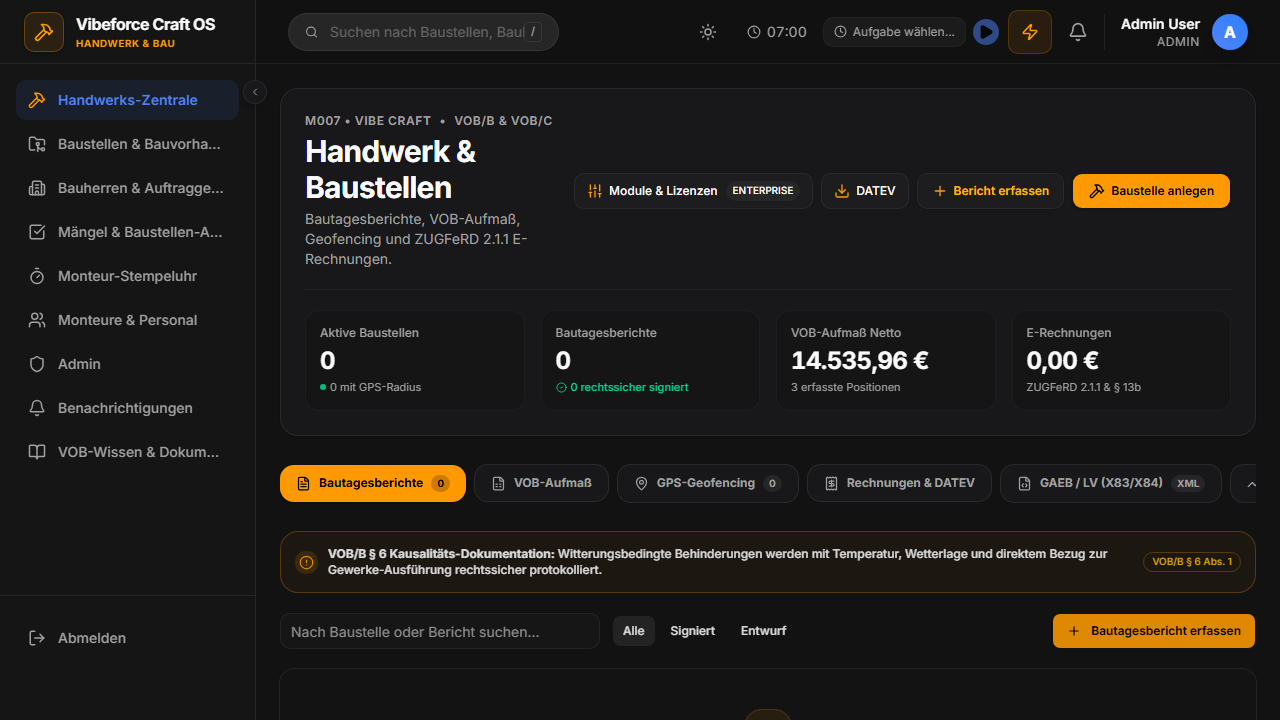 Vibeforce Craft OS
HANDWERK & BAU
Suchen nach Baustellen, Bau
/
07:00
Aufgabe wählen...
Admin User
ADMIN
A
Handwerks-Zentrale
Baustellen & Bauvorha...
Bauherren & Auftragge...
Mängel & Baustellen-A...
Monteur-Stempeluhr
Monteure & Personal
Admin
Benachrichtigungen
VOB-Wissen & Dokum...
Abmelden
M007 • VIBE CRAFT • VOB/B & VOB/C
Handwerk &
Baustellen
Bautagesberichte, VOB-Aufmaß,
Geofencing und ZUGFeRD 2.1.1 E-
Rechnungen.
Module & Lizenzen ENTERPRISE
DATEV
Bericht erfassen
Baustelle anlegen
Aktive Baustellen
0
0 mit GPS-Radius
Bautagesberichte
0
0 rechtssicher signiert
VOB-Aufmaß Netto
14.535,96 €
3 erfasste Positionen
E-Rechnungen
0,00 €
ZUGFeRD 2.1.1 & § 13b
Bautagesberichte 0
VOB-Aufmaß
GPS-Geofencing 0
Rechnungen & DATEV
GAEB / LV (X83/X84) XML
VOB/B § 6 Kausalitäts-Dokumentation: Witterungsbedingte Behinderungen werden mit Temperatur, Wetterlage und direktem Bezug zur
Gewerke-Ausführung rechtssicher protokolliert.
VOB/B § 6 Abs. 1
Nach Baustelle oder Bericht suchen...
Alle
Signiert
Entwurf
Bautagesbericht erfassen